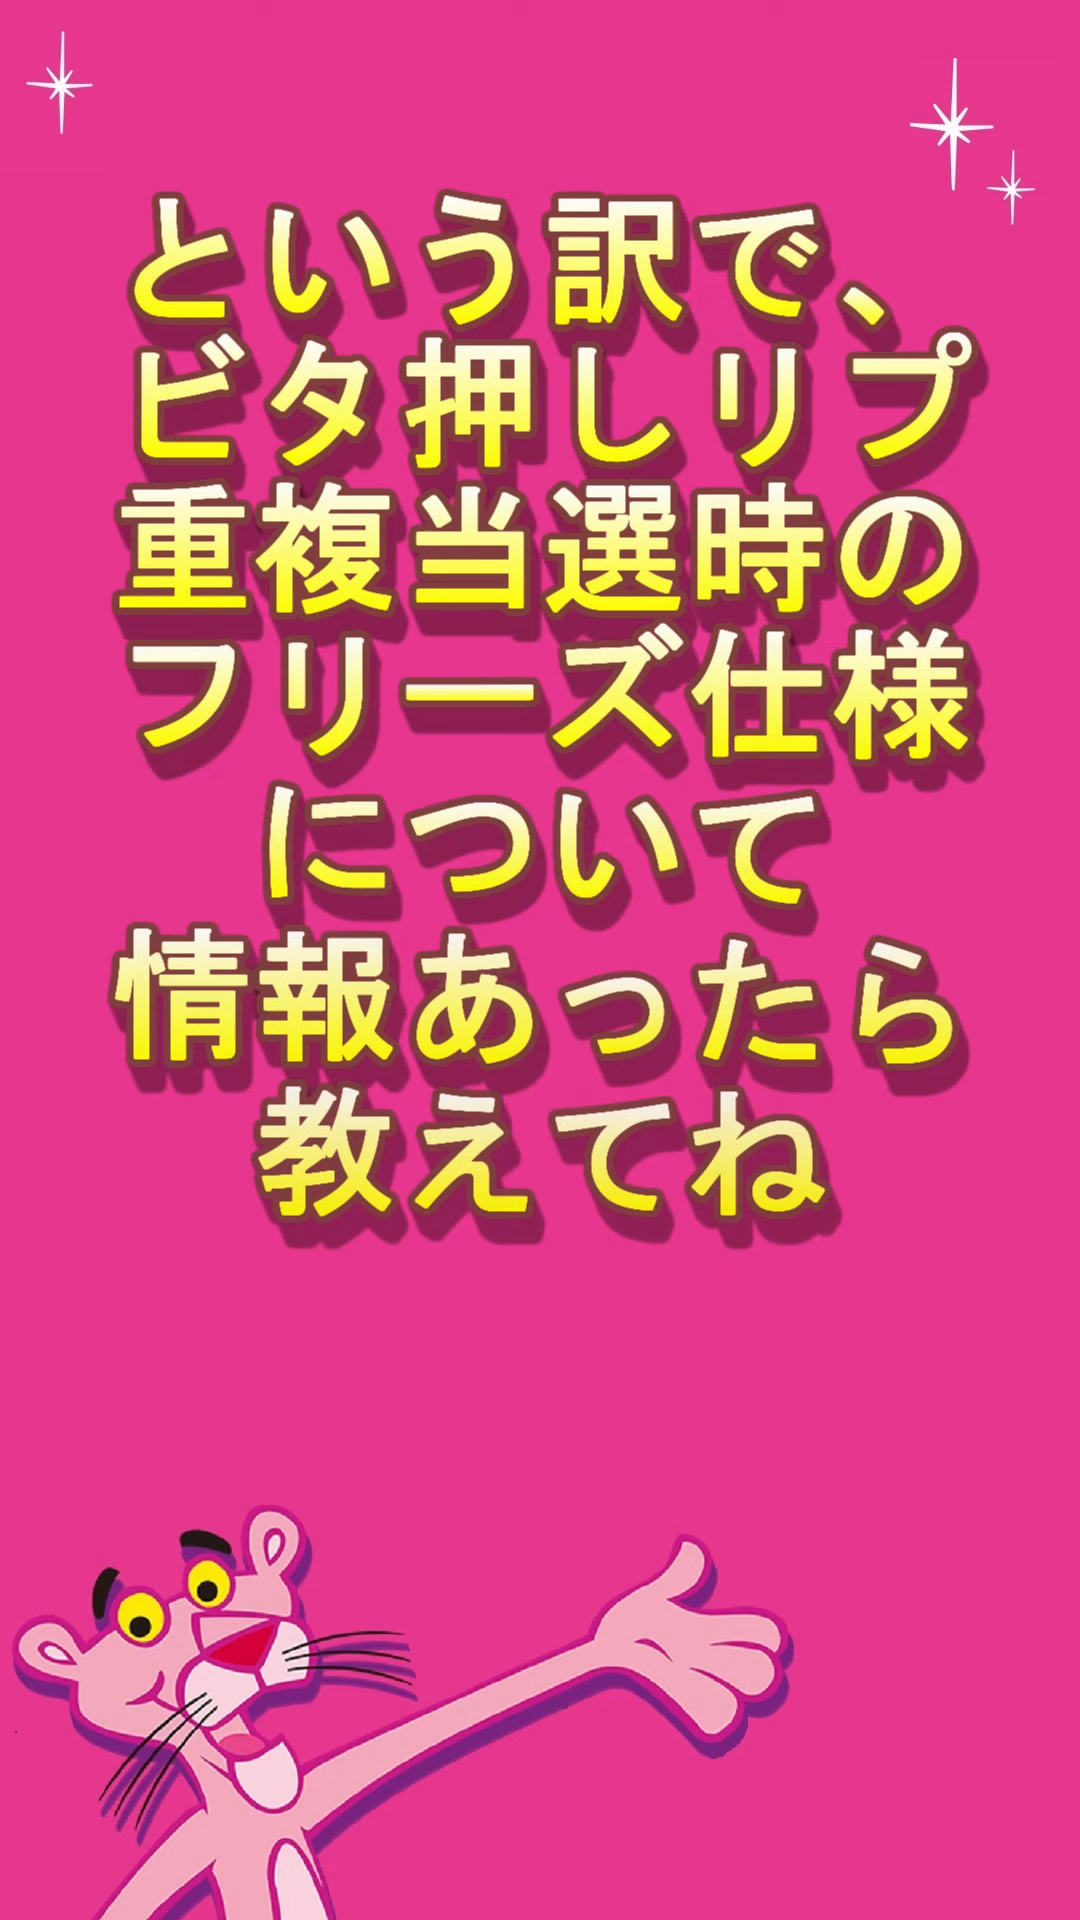 という訳で、
ビタ押しリプ
重複当選時の
フリーズ仕様
について
情報あったら
教えてね